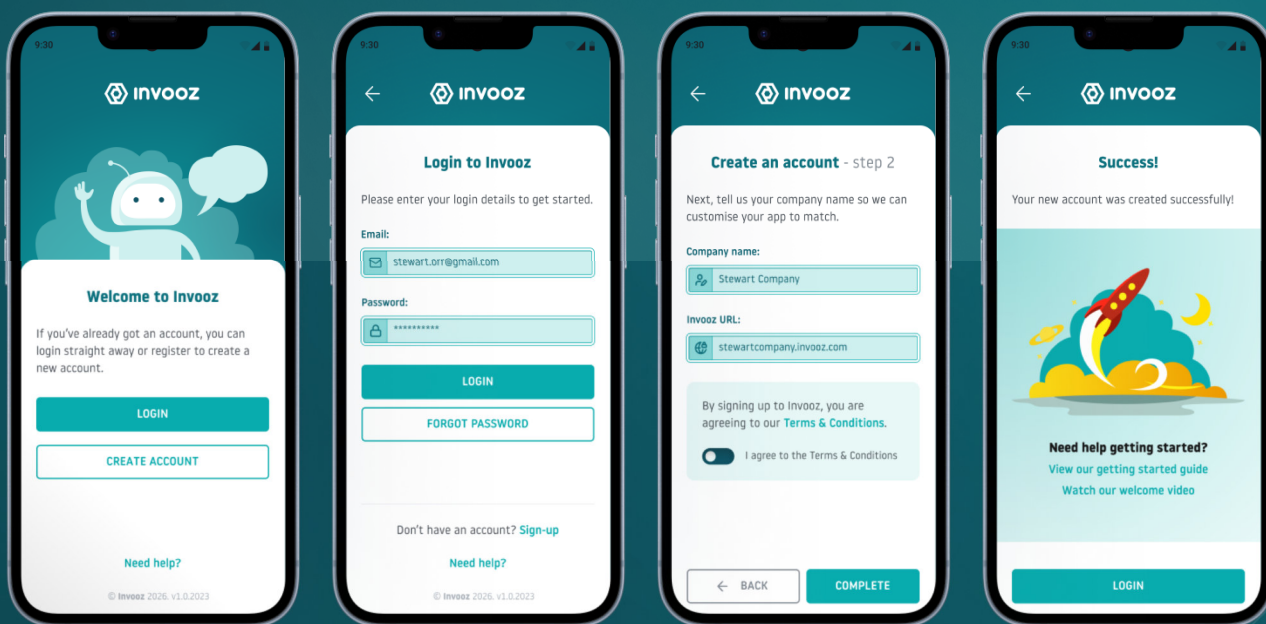 9:30
INVOOZ
Welcome to Invooz
If you've already got an account, you can
login straight away or register to create a
new account.
LOGIN
CREATE ACCOUNT
Need help?
© Invooz 2026. v1.0.2023
9:30
INVOOZ
Login to Invooz
Please enter your login details to get started.
Email:
stewart.orr@gmail.com
Password:
**********
LOGIN
FORGOT PASSWORD
Don't have an account? Sign-up
Need help?
© Invooz 2026. v1.0.2023
9:30
INVOOZ
Create an account - step 2
Next, tell us your company name so we can
customise your app to match.
Company name:
Stewart Company
Invooz URL:
stewartcompany.invooz.com
By signing up to Invooz, you are
agreeing to our Terms & Conditions.
I agree to the Terms & Conditions
BACK
COMPLETE
9:30
INVOOZ
Success!
Your new account was created successfully!
Need help getting started?
View our getting started guide
Watch our welcome video
LOGIN